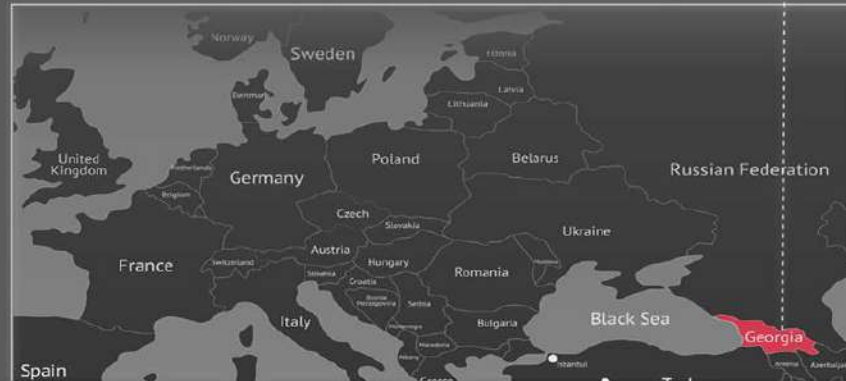 Norway
Sweden
Estonia
Latvia
Denmark
Lithuania
United
Kingdom
Netherlands
Poland
Belarus
Russian Federation
Germany
Belgium
Czech
Slovakia
Ukraine
Austria
Hungary
France
Switzerland
Slovenia
Romania
Moldova
Croatia
Bosnia
Herzegovina
Serbia
Italy
Montenegro
Bulgaria
Black Sea
Georgia
Macedonia
Albany
Istanbul
Armenia
Azerbaijan
Spain
Greece